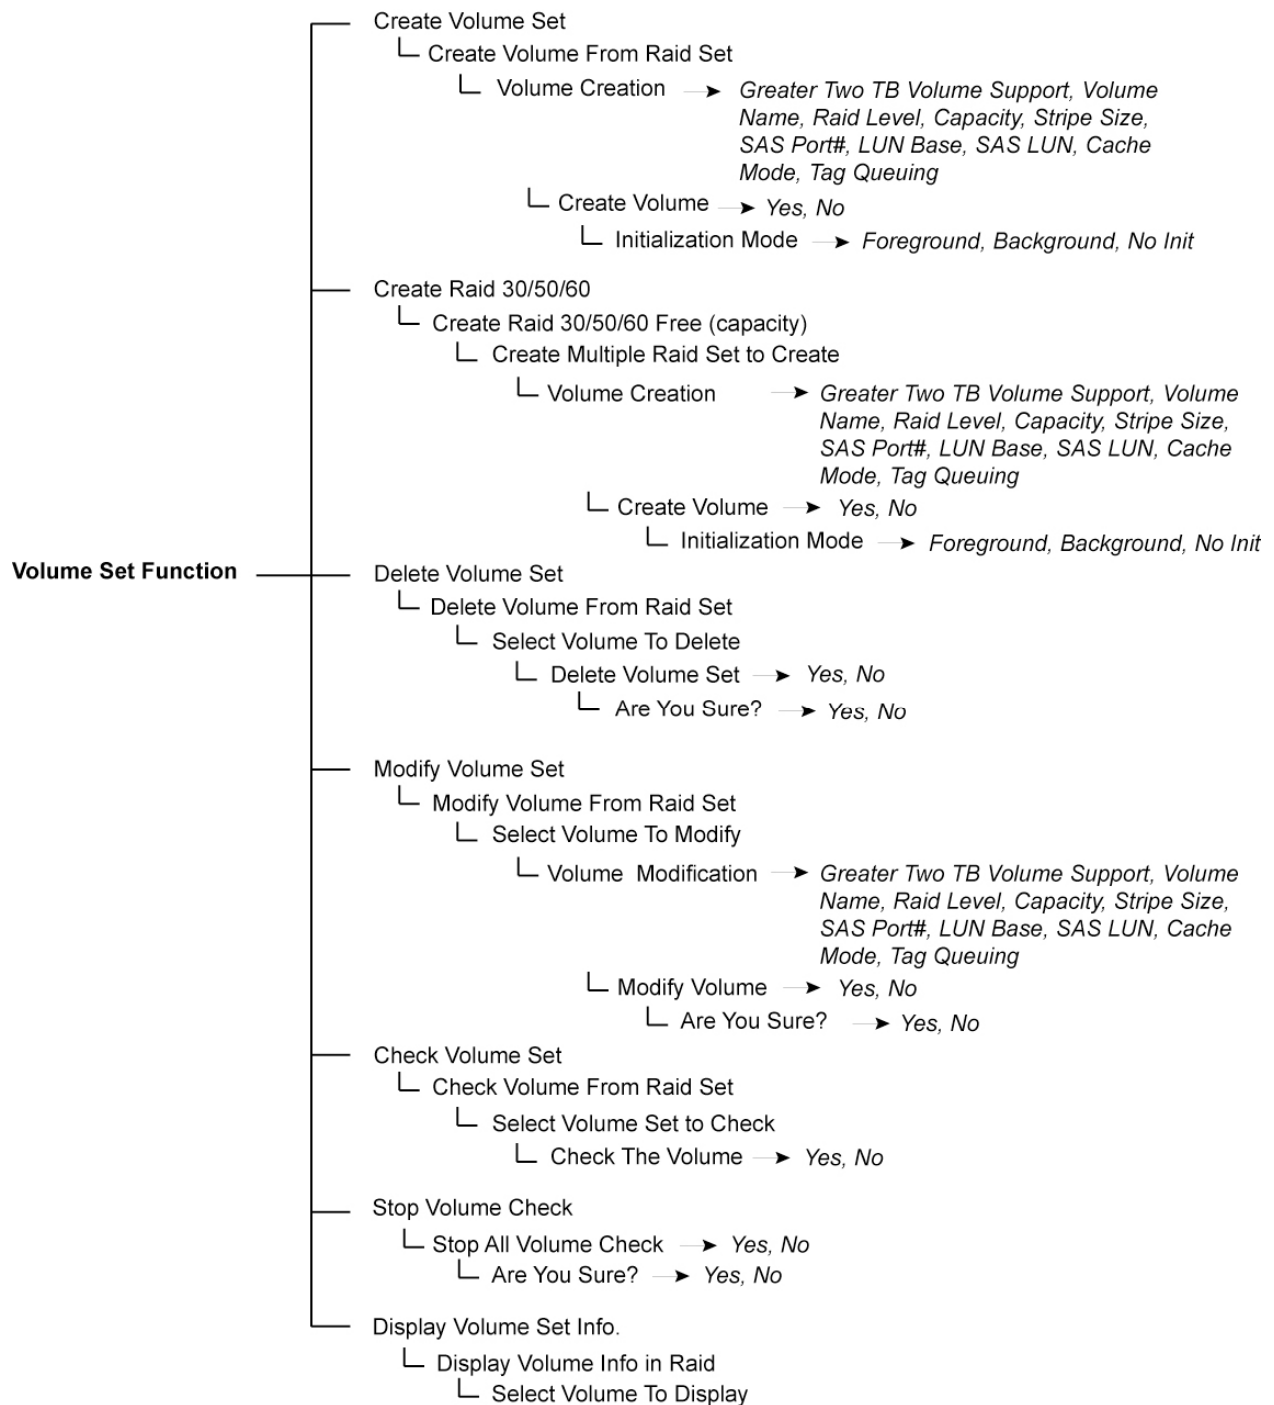 Create Volume Set
Create Volume From Raid Set
Volume Creation
Greater Two TB Volume Support, Volume
Name, Raid Level, Capacity, Stripe Size,
SAS Port#, LUN Base, SAS LUN, Cache
Mode, Tag Queuing
Create Volume
Yes, No
Initialization Mode
Foreground, Background, No Init
Create Raid 30/50/60
Create Raid 30/50/60 Free (capacity)
Create Multiple Raid Set to Create
Volume Creation
Greater Two TB Volume Support, Volume
Name, Raid Level, Capacity, Stripe Size,
SAS Port#, LUN Base, SAS LUN, Cache
Mode, Tag Queuing
Create Volume
Yes, No
Initialization Mode
Foreground, Background, No Init
Volume Set Function
Delete Volume Set
Delete Volume From Raid Set
Select Volume To Delete
Delete Volume Set
Yes, No
Are You Sure?
Yes, No
Modify Volume Set
Modify Volume From Raid Set
Select Volume To Modify
Volume Modification
Greater Two TB Volume Support, Volume
Name, Raid Level, Capacity, Stripe Size,
SAS Port#, LUN Base, SAS LUN, Cache
Mode, Tag Queuing
Modify Volume
Yes, No
Are You Sure?
Yes, No
Check Volume Set
Check Volume From Raid Set
Select Volume Set to Check
Check The Volume
Yes, No
Stop Volume Check
Stop All Volume Check
Yes, No
Are You Sure?
Yes, No
Display Volume Set Info.
Display Volume Info in Raid
Select Volume To Display